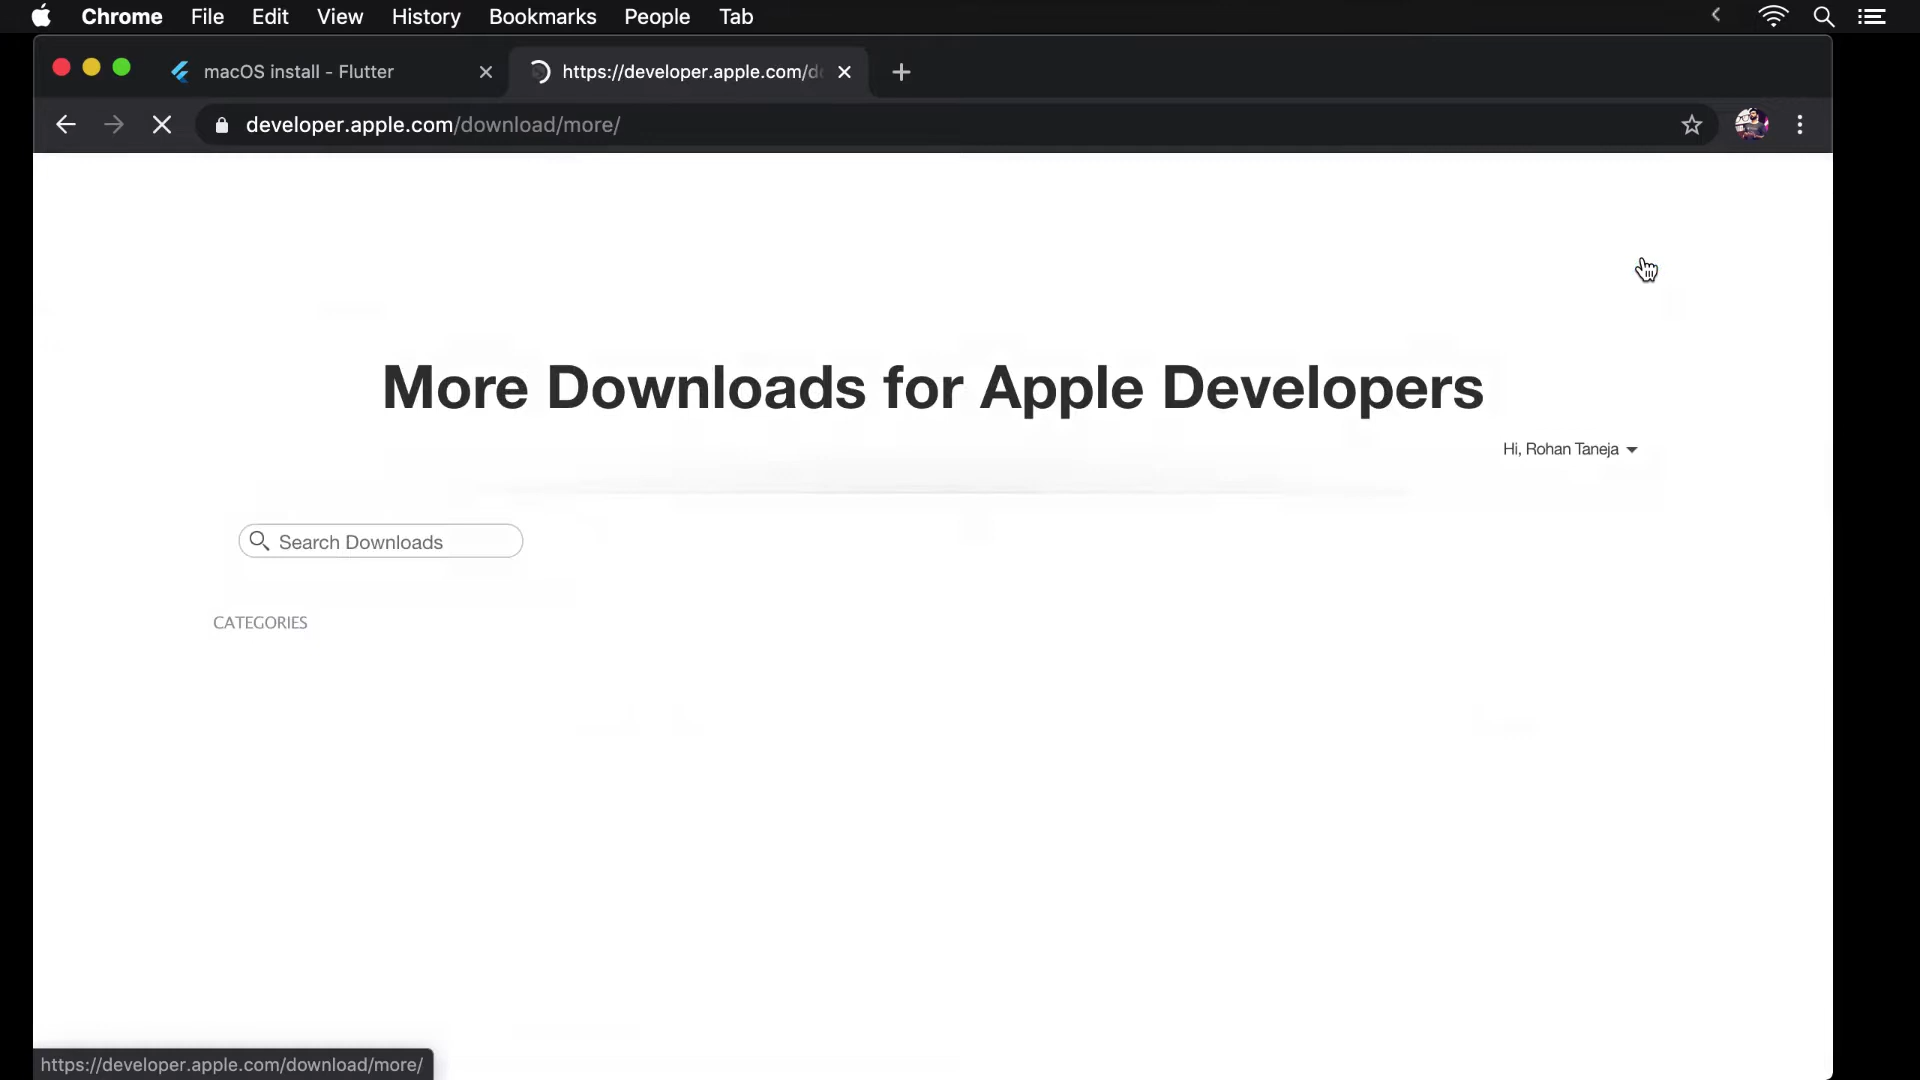 Chrome File Edit View History Bookmarks People Tab
macOS install - Flutter https://developer.apple.com/do
developer.apple.com/download/more/
More Downloads for Apple Developers
Hi, Rohan Taneja
Search Downloads
CATEGORIES
https://developer.apple.com/download/more/